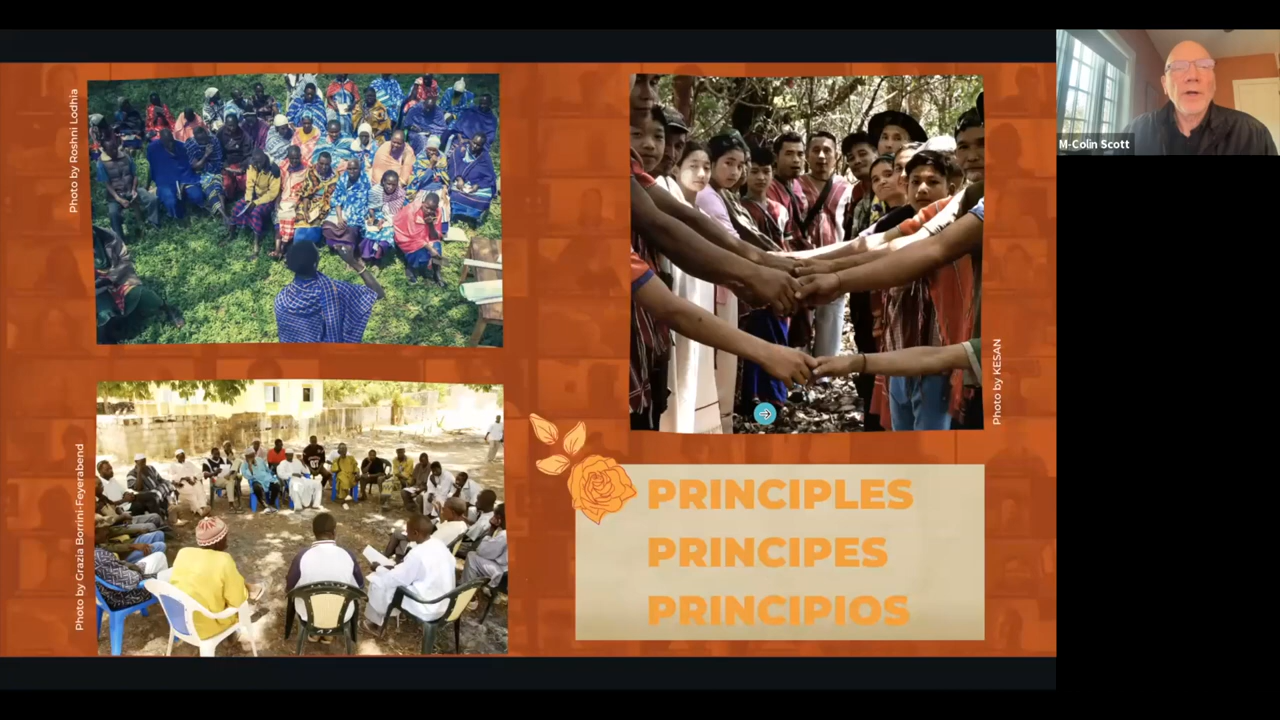 Photo by Roshni Lodhia
Photo by Grazia Borrini-Feyerabend
Photo by KESAN
PRINCIPLES
PRINCIPES
PRINCIPIOS
M-Colin Scott